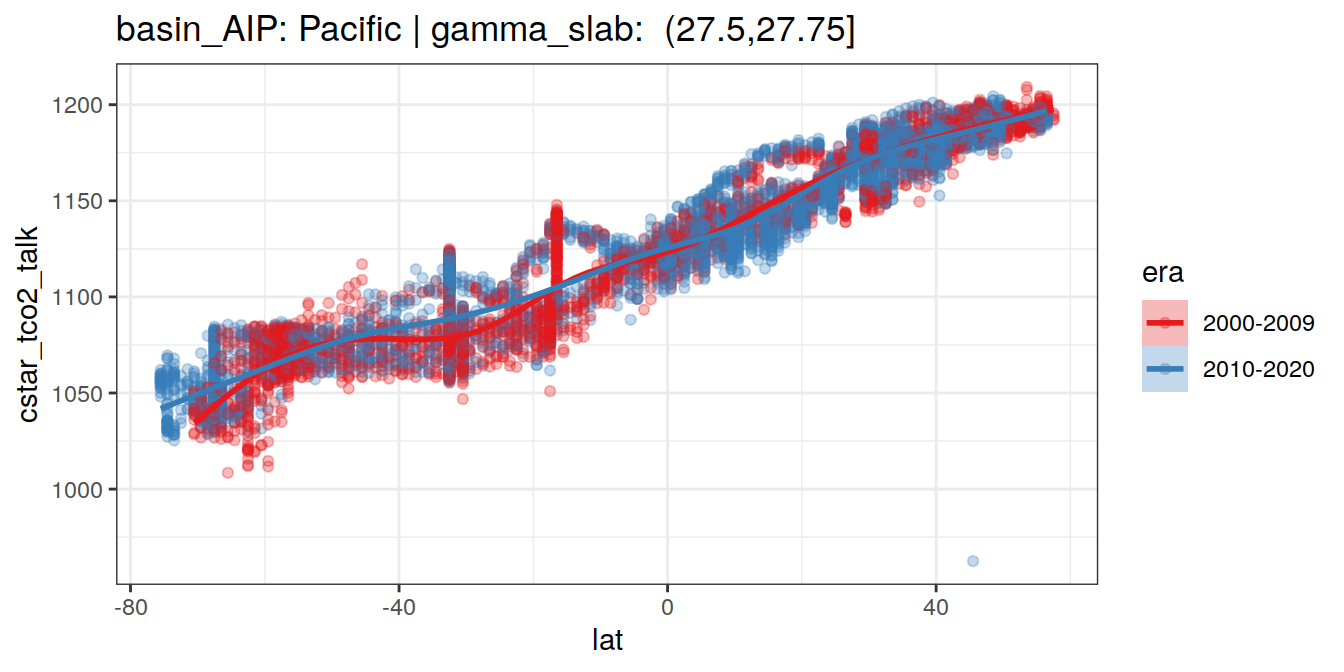 basin_AIP: Pacific | gamma_slab:  (27.5,27.75]
cstar_tco2_talk
1200
1150
1100
1050
1000
-80
-40
0
40
lat
era
2000-2009
2010-2020